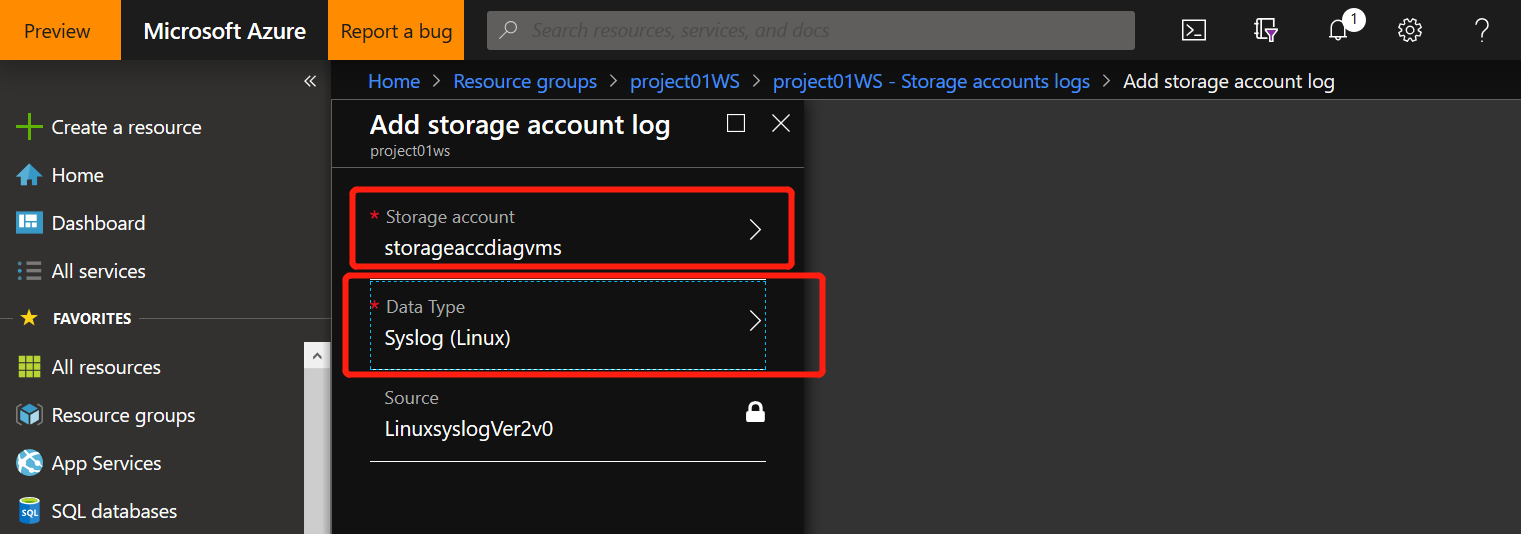 Preview
Microsoft Azure
Report a bug
Search resources, services, and docs
1
Home > Resource groups > project01WS > project01WS - Storage accounts logs > Add storage account log
Create a resource
Home
Dashboard
All services
FAVORITES
All resources
Resource groups
App Services
SQL
SQL databases
Add storage account log
project01ws
* Storage account
storageaccdiagvms
* Data Type
Syslog (Linux)
Source
LinuxsyslogVer2v0